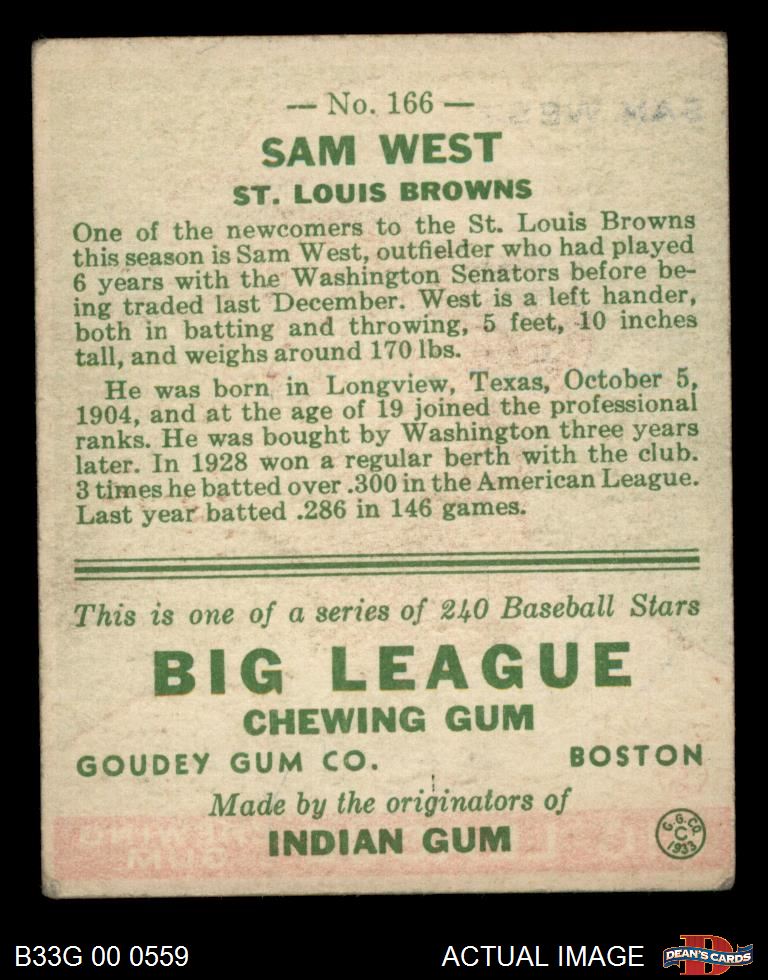 — No. 166 —
SAM WEST
SAM WEST
ST. LOUIS BROWNS
One of the newcomers to the St. Louis Browns
this season is Sam West, outfielder who had played
6 years with the Washington Senators before be-
ing traded last December. West is a left hander,
both in batting and throwing, 5 feet, 10 inches
tall, and weighs around 170 lbs.
He was born in Longview, Texas, October 5,
1904, and at the age of 19 joined the professional
ranks. He was bought by Washington three years
later. In 1928 won a regular berth with the club.
3 times he batted over .300 in the American League.
Last year batted .286 in 146 games.
This is one of a series of 240 Baseball Stars
BIG LEAGUE
CHEWING GUM
GOUDEY GUM CO. BOSTON
Made by the originators of
INDIAN GUM
G.G.CO.
C
1933
B33G 00 0559
ACTUAL IMAGE
D
DEAN'S CARDS